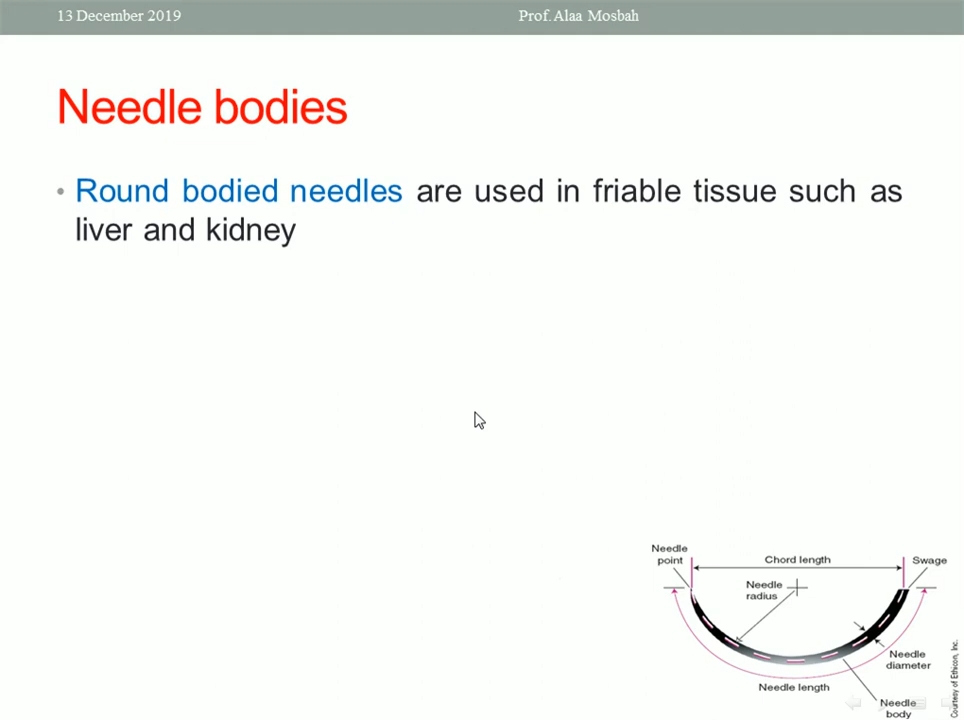 13 December 2019 Prof. Alaa Mosbah
Needle bodies
• Round bodied needles are used in friable tissue such as
liver and kidney
Needle
point
Chord length
Swage
Needle
radius
Needle
diameter
Needle length
Needle
body
Courtesy of Ethicon, Inc.